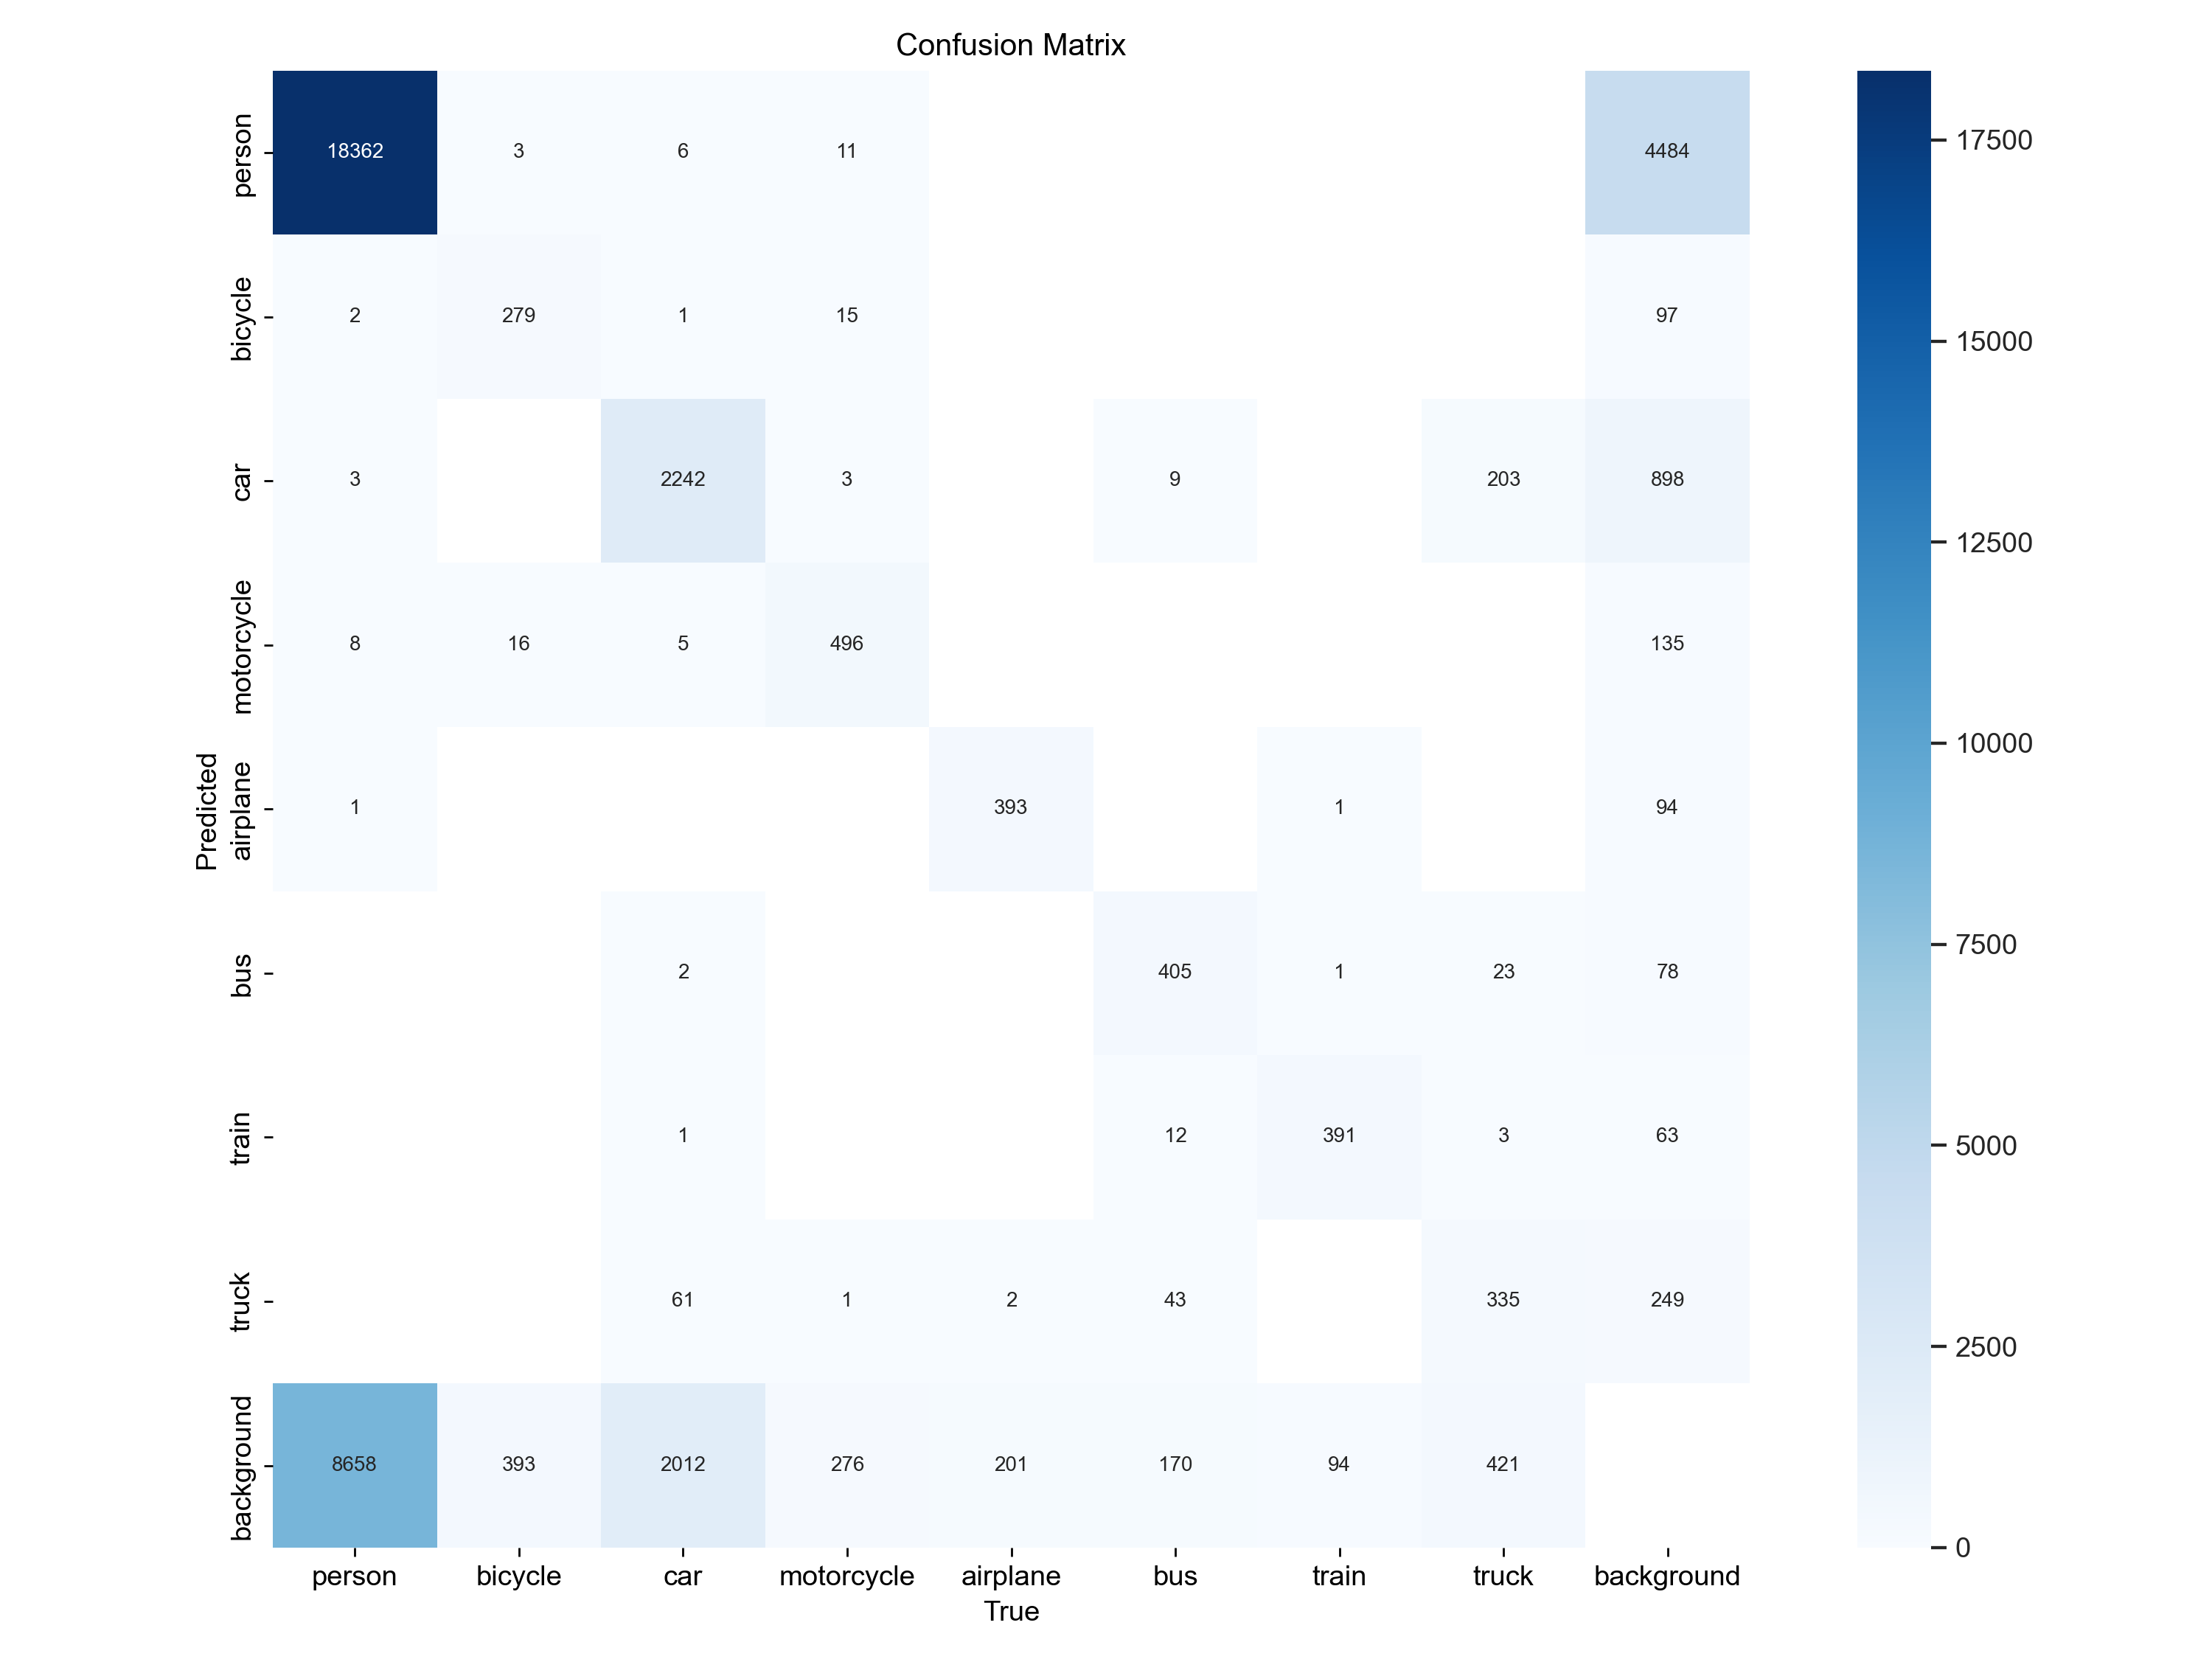 Confusion Matrix
person 18362 3 6 11 4484
bicycle 2 279 1 15 97
car 3 2242 3 9 203 898
motorcycle 8 16 5 496 135
airplane 1 393 1 94
bus 2 405 1 23 78
train 1 12 391 3 63
truck 61 1 2 43 335 249
background 8658 393 2012 276 201 170 94 421
person bicycle car motorcycle airplane bus train truck background
True
Predicted
17500
15000
12500
10000
7500
5000
2500
0